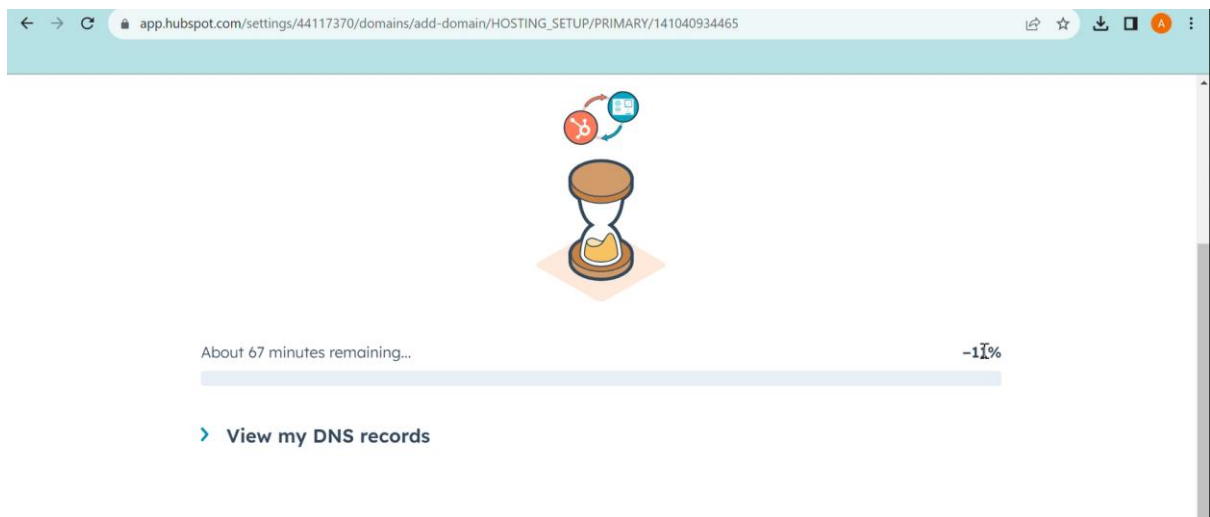 app.hubspot.com/settings/44117370/domains/add-domain/HOSTING_SETUP/PRIMARY/141040934465
A
About 67 minutes remaining...
-11%
View my DNS records